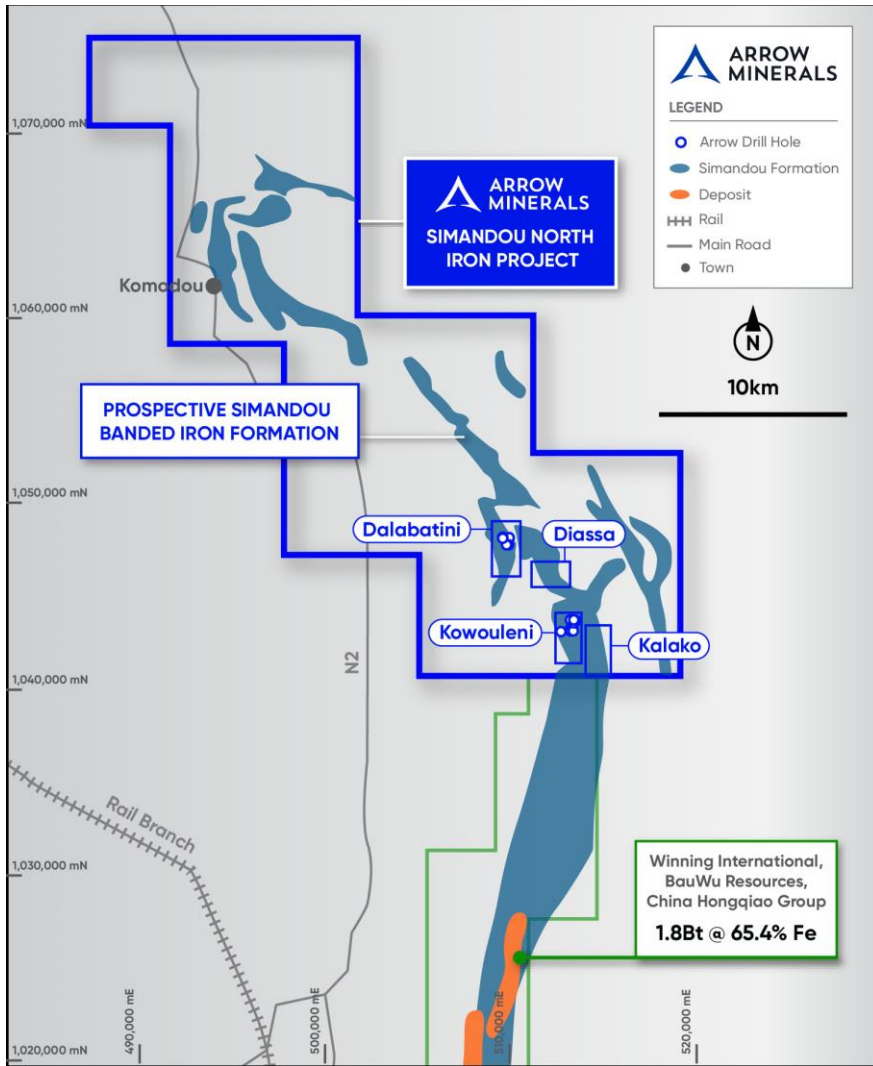 ARROW
MINERALS
LEGEND
Arrow Drill Hole
Simandou Formation
Deposit
Rail
Main Road
Town
N
10km
1,070,000 mN
1,060,000 mN
1,050,000 mN
1,040,000 mN
1,030,000 mN
1,020,000 mN
ARROW
MINERALS
SIMANDOU NORTH
IRON PROJECT
Komodou
PROSPECTIVE SIMANDOU
BANDED IRON FORMATION
Dalabatini
Diassa
Kowouleni
Kalako
N2
Rail Branch
Winning International,
BauWu Resources,
China Hongqiao Group
1.8Bt @ 65.4% Fe
490,000 mE
500,000 mE
510,000 mE
520,000 mE